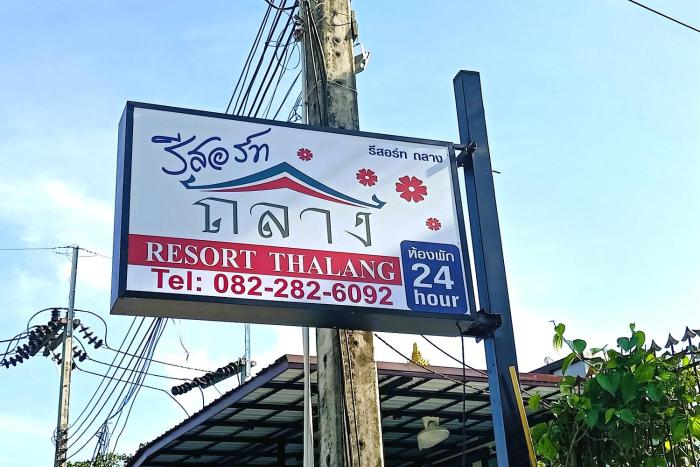 รีสอร์ท
รีสอร์ท ถลาง
ถลาง
RESORT THALANG
Tel: 082-282-6092
ห้องพัก
24
hour